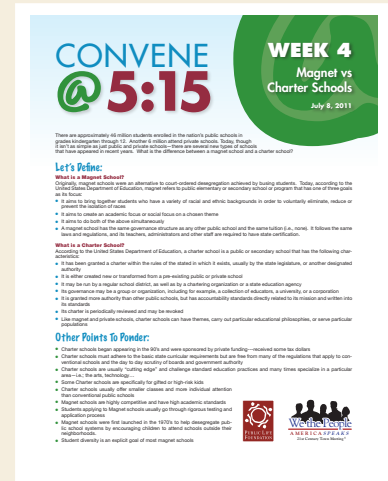 CONVENE
@5:15
WEEK 4
Magnet vs
Charter Schools
July 8, 2011
There are approximately 46 million students enrolled in the nation's public schools in
grades kindergarten through 12. Another 6 million attend private schools. Today, though
it isn't as simple as just public and private schools—there are several new types of schools
that have appeared in recent years. What is the difference between a magnet school and a charter school?
Let's Define:
What is a Magnet School?
Originally, magnet schools were an alternative to court-ordered desegregation achieved by busing students. Today, according to the
United States Department of Education, magnet refers to public elementary or secondary school or program that has one of three goals
as its focus:
It aims to bring together students who have a variety of racial and ethnic backgrounds in order to voluntarily eliminate, reduce or
prevent the isolation of races
It aims to create an academic focus or social focus on a chosen theme
It aims to do both of the above simultaneously
A magnet school has the same governance structure as any other public school and the same tuition (i.e., none). It follows the same
laws and regulations, and its teachers, administrators and other staff are required to have state certification.
What is a Charter School?
According to the United States Department of Education, a charter school is a public or secondary school that has the following char-
acteristics:
It has been granted a charter within the rules of the stated in which it exists, usually by the state legislature, or another designated
authority
It is either created new or transformed from a pre-existing public or private school
It may be run by a regular school district, as well as by a chartering organization or a state education agency
Its governance may be a group or organization, including for example, a collection of educators, a university, or a corporation
It is granted more authority than other public schools, but has accountability standards directly related to its mission and written into
its standards
Its charter is periodically reviewed and may be revoked
Like magnet and private schools, charter schools can have themes, carry out particular educational philosophies, or serve particular
populations
Other Points To Ponder:
Charter schools began appearing in the 90's and were sponsored by private funding—received some tax dollars
Charter schools must adhere to the basic state curricular requirements but are free from many of the regulations that apply to con-
ventional schools and the day to day scrutiny of boards and government authority
Charter schools are usually "cutting edge" and challenge standard education practices and many times specialize in a particular
area—i.e.; the arts, technology....
Some Charter schools are specifically for gifted or high-risk kids
Charter schools usually offer smaller classes and more individual attention
than conventional public schools
Magnet schools are highly competitive and have high academic standards
Students applying to Magnet schools usually go through rigorous testing and
application process
Magnet schools were first launched in the 1970's to help desegregate pub-
lic school systems by encouraging children to attend schools outside their
neighborhoods.
Student diversity is an explicit goal of most magnet schools
PUBLIC LIFE
FOUNDATION
We the People
AMERICASPEAKS
21st Century Town Meeting